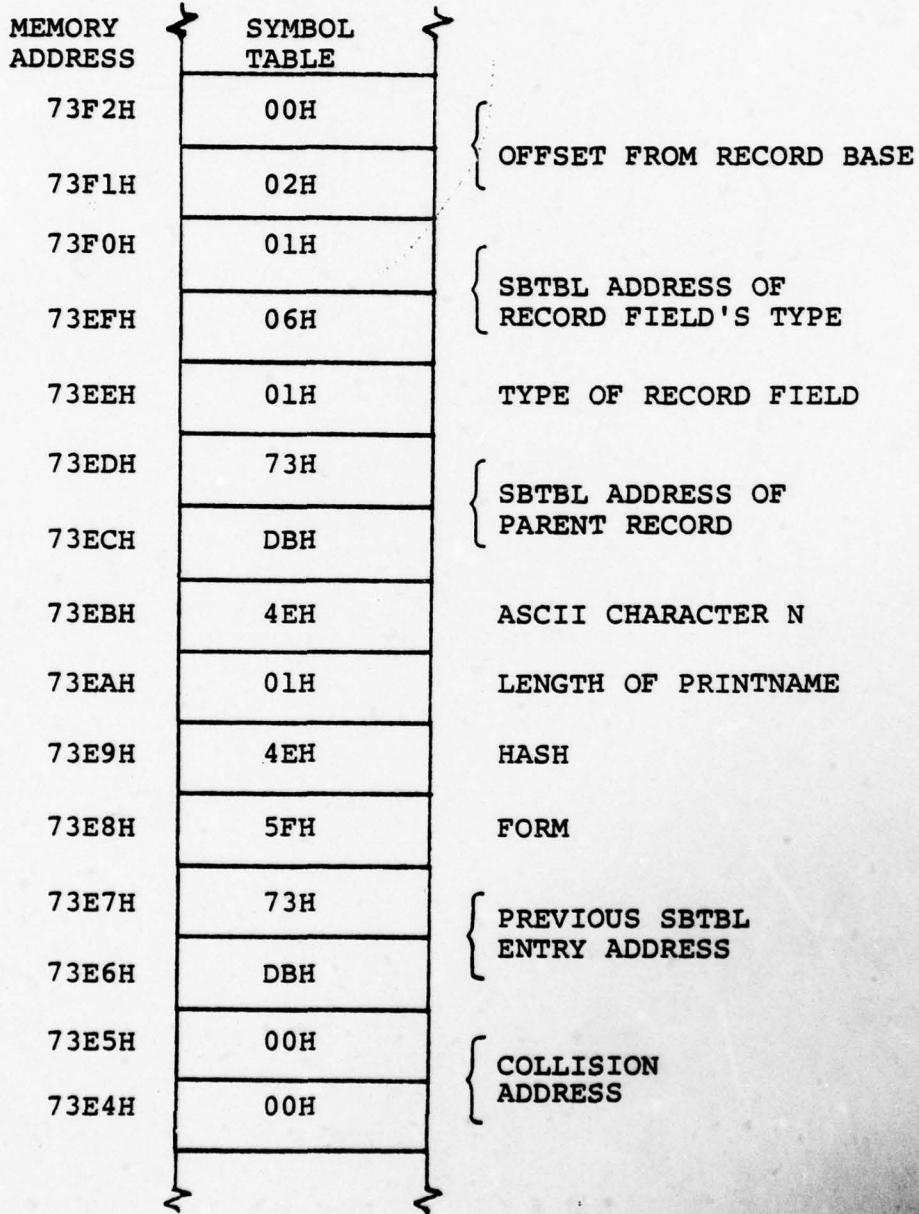 MEMORY SYMBOL
ADDRESS TABLE
73F2H 00H
OFFSET FROM RECORD BASE
73F1H 02H
73F0H 01H
SBTBL ADDRESS OF
RECORD FIELD'S TYPE
73EFH 06H
73EEH 01H TYPE OF RECORD FIELD
73EDH 73H
SBTBL ADDRESS OF
PARENT RECORD
73ECH DBH
73EBH 4EH ASCII CHARACTER N
73EAH 01H LENGTH OF PRINTNAME
73E9H 4EH HASH
73E8H 5FH FORM
73E7H 73H
PREVIOUS SBTBL
ENTRY ADDRESS
73E6H DBH
73E5H 00H
COLLISION
ADDRESS
73E4H 00H